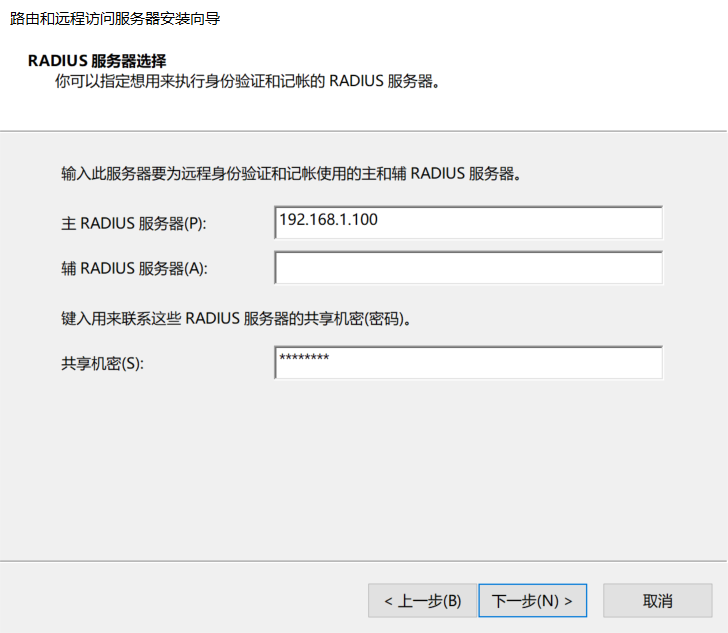 路由和远程访问服务器安装向导
RADIUS 服务器选择
你可以指定想用来执行身份验证和记帐的 RADIUS 服务器。
输入此服务器要为远程身份验证和记帐使用的主和辅 RADIUS 服务器。
主 RADIUS 服务器(P):
192.168.1.100
辅 RADIUS 服务器(A):
键入用来联系这些 RADIUS 服务器的共享机密(密码)。
共享机密(S):
********
< 上一步(B)
下一步(N) >
取消